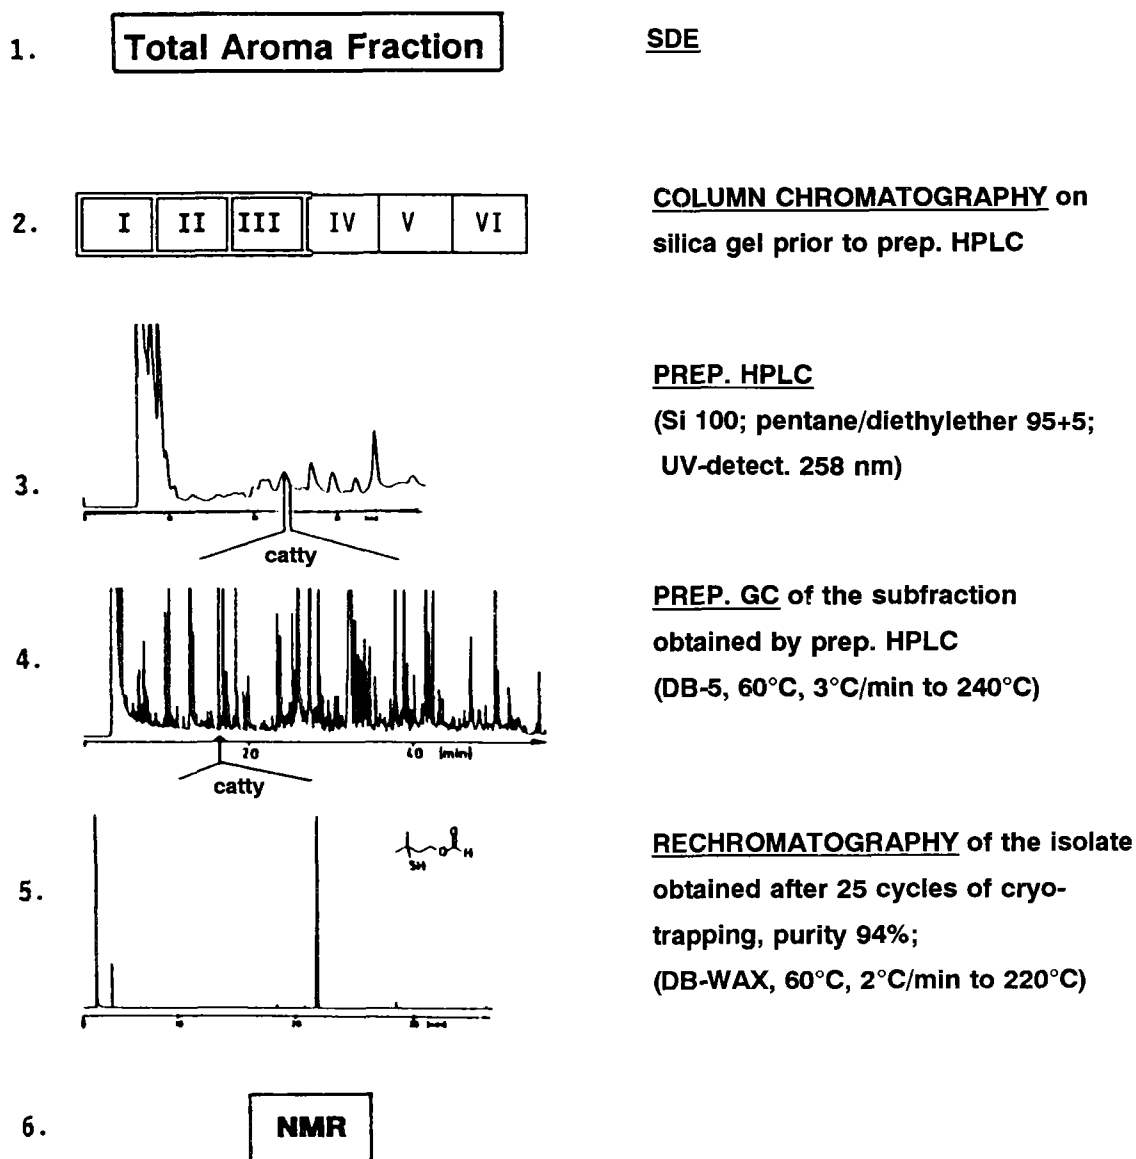 1. Total Aroma Fraction SDE
2. I II III IV V VI COLUMN CHROMATOGRAPHY on
silica gel prior to prep. HPLC
PREP. HPLC
(Si 100; pentane/diethylether 95+5;
UV-detect. 258 nm)
3.
catty
PREP. GC of the subfraction
obtained by prep. HPLC
4.
(DB-5, 60°C, 3°C/min to 240°C)
20 40 [min]
catty
RECHROMATOGRAPHY of the isolate
O
O H
SH
5.
obtained after 25 cycles of cryo-
trapping, purity 94%;
(DB-WAX, 60°C, 2°C/min to 220°C)
6. NMR